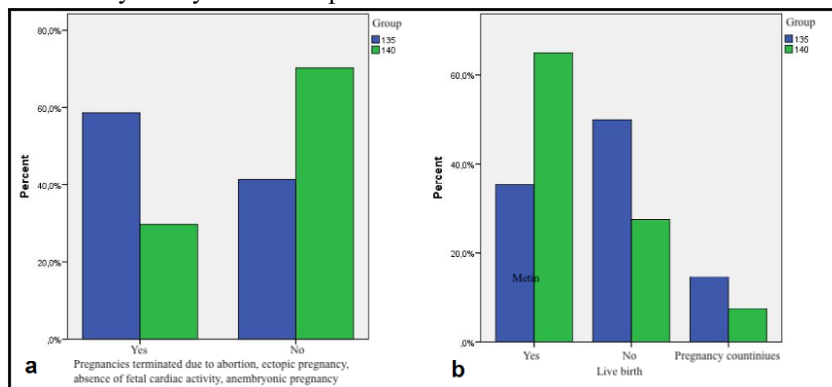 Group
135
140
80,0%
60,0%
40,0%
20,0%
,0%
Percent
Yes
No
a
Pregnancies terminated due to abortion, ectopic pregnancy,
absence of fetal cardiac activity, anembryonic pregnancy
Group
135
140
60,0%
40,0%
20,0%
,0%
Percent
Metin
Yes
No
Pregnancy countiniues
b
Live birth